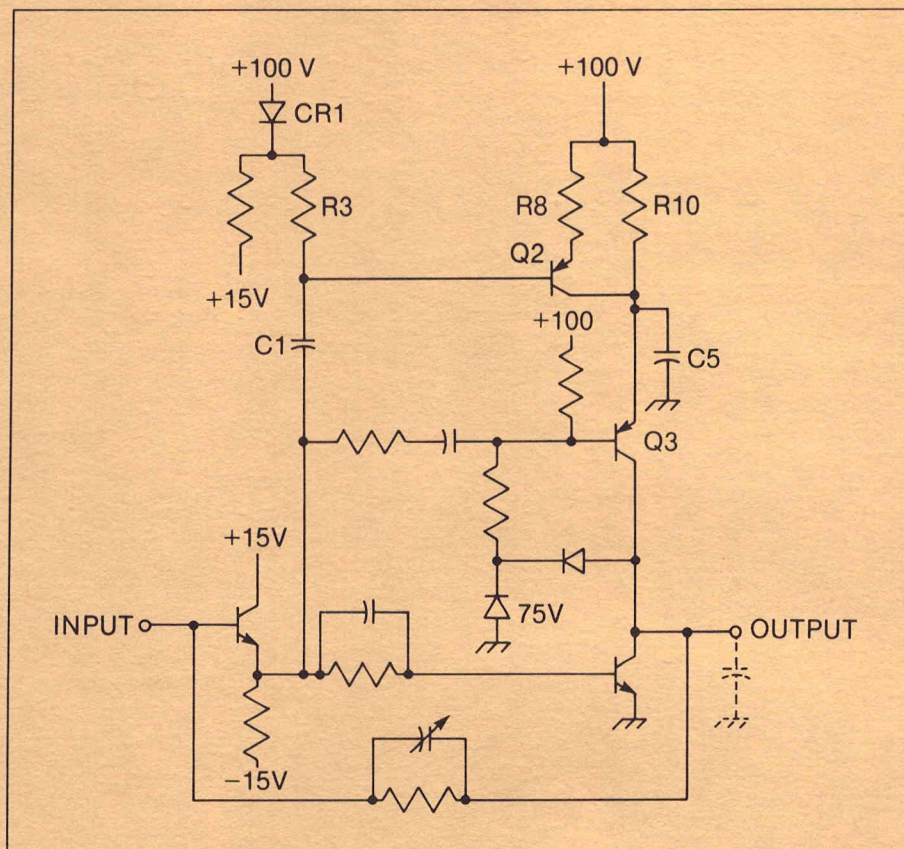 +100 V
+100 V
CR1
R3
R8
R10
Q2
+15V
+100
C1
C5
Q3
+15V
INPUT
75V
OUTPUT
−15V